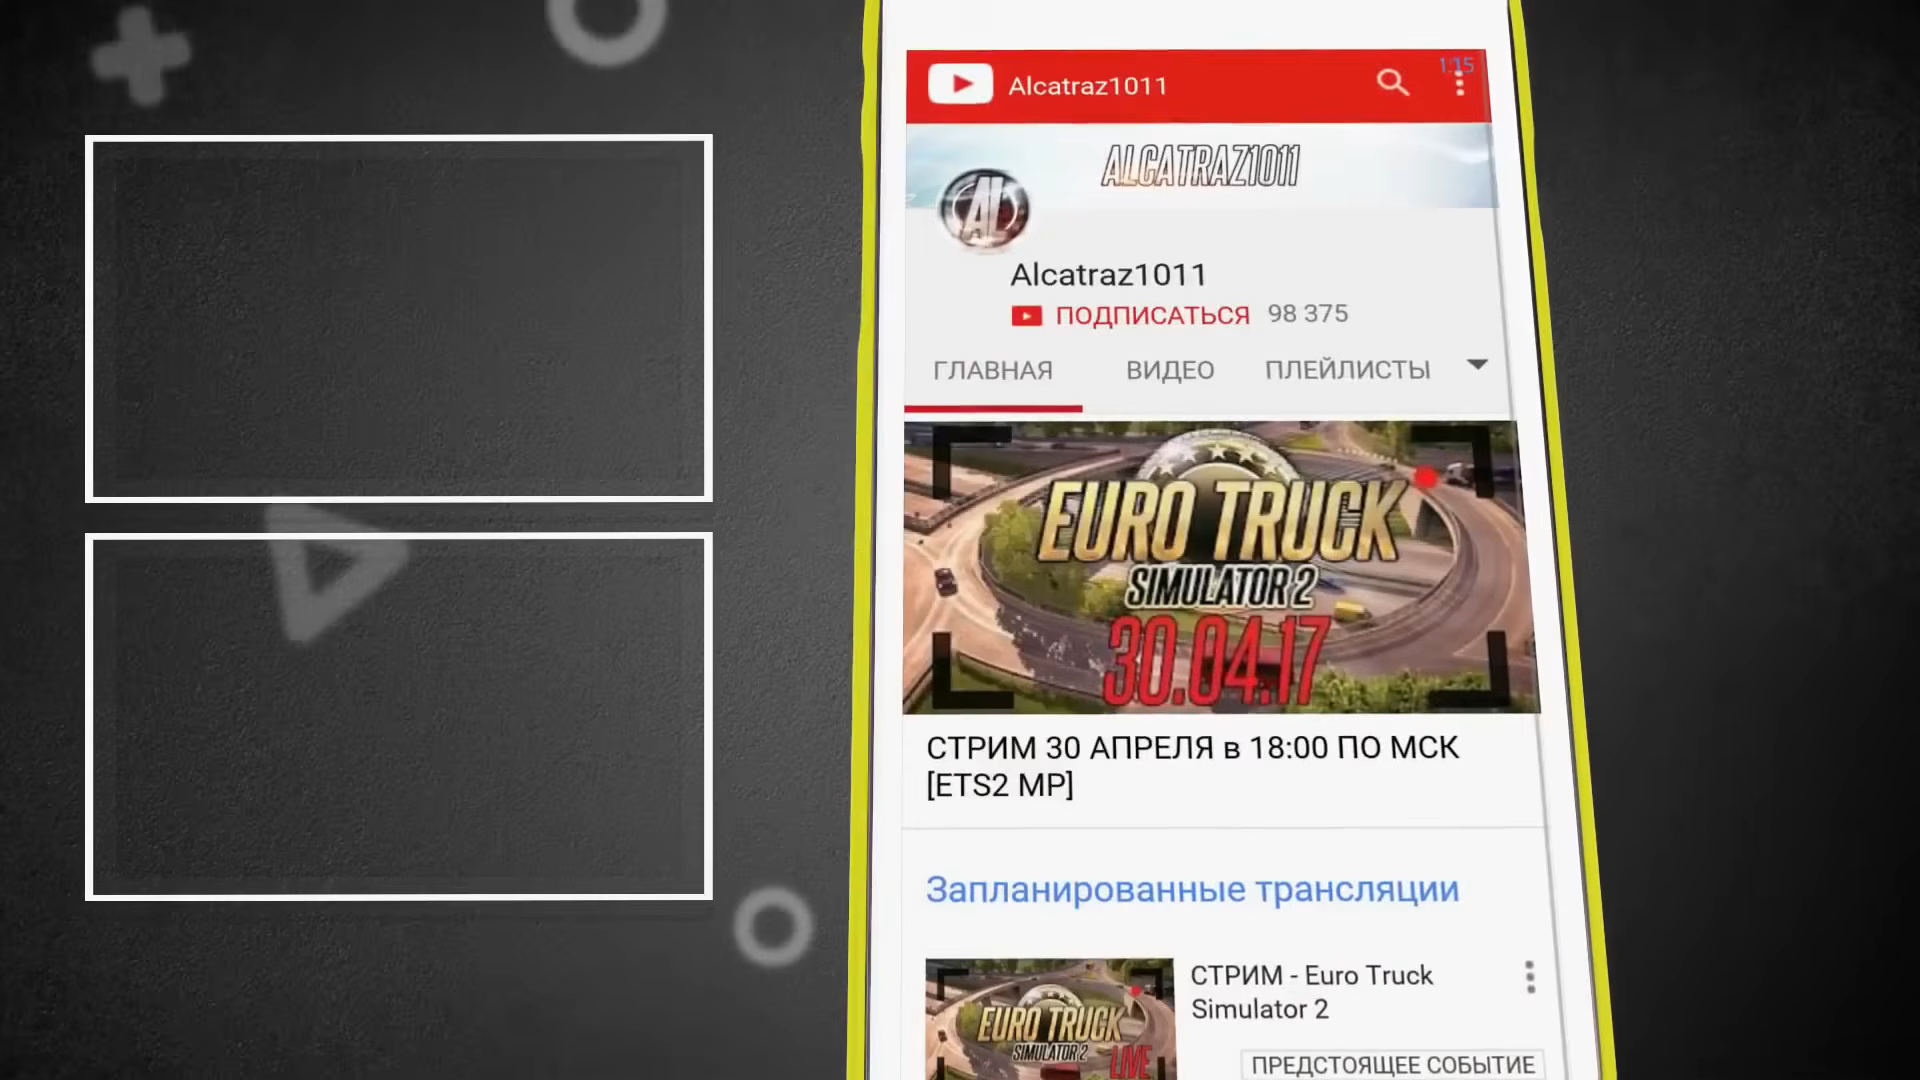 1:15
Alcatraz1011
ALCATRAZ1011
AL
Alcatraz1011
ПОДПИСАТЬСЯ 98 375
ГЛАВНАЯ ВИДЕО ПЛЕЙЛИСТЫ
EURO TRUCK
SIMULATOR 2
30.04.17
СТРИМ 30 АПРЕЛЯ в 18:00 ПО МСК
[ETS2 MP]
Запланированные трансляции
СТРИМ - Euro Truck
Simulator 2
EURO TRUCK
SIMULATOR 2
LIVE
ПРЕДСТОЯЩЕЕ СОБЫТИЕ